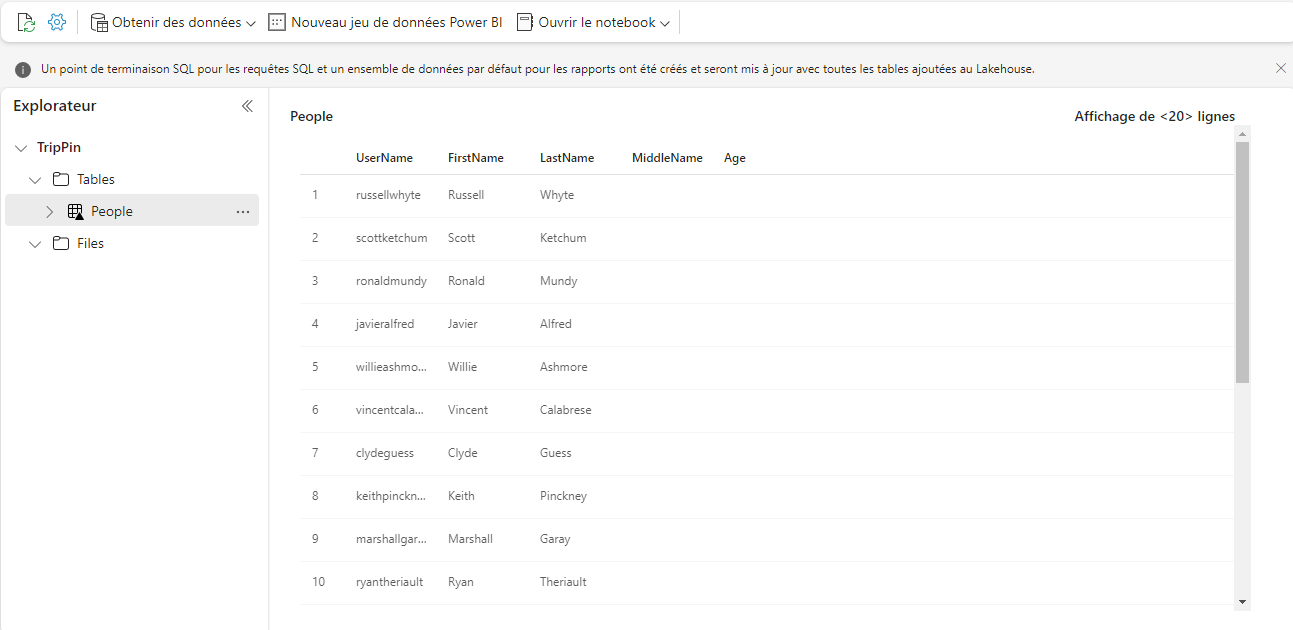 Obtenir des données Nouveau jeu de données Power BI Ouvrir le notebook
Un point de terminaison SQL pour les requêtes SQL et un ensemble de données par défaut pour les rapports ont été créés et seront mis à jour avec toutes les tables ajoutées au Lakehouse.
Explorateur
TripPin
Tables
People ...
Files
People Affichage de <20> lignes
UserName FirstName LastName MiddleName Age
1 russellwhyte Russell Whyte
2 scottketchum Scott Ketchum
3 ronaldmundy Ronald Mundy
4 javieralfred Javier Alfred
5 willieashmo... Willie Ashmore
6 vincentcala... Vincent Calabrese
7 clydeguess Clyde Guess
8 keithpinckn... Keith Pinckney
9 marshallgar... Marshall Garay
10 ryantheriault Ryan Theriault